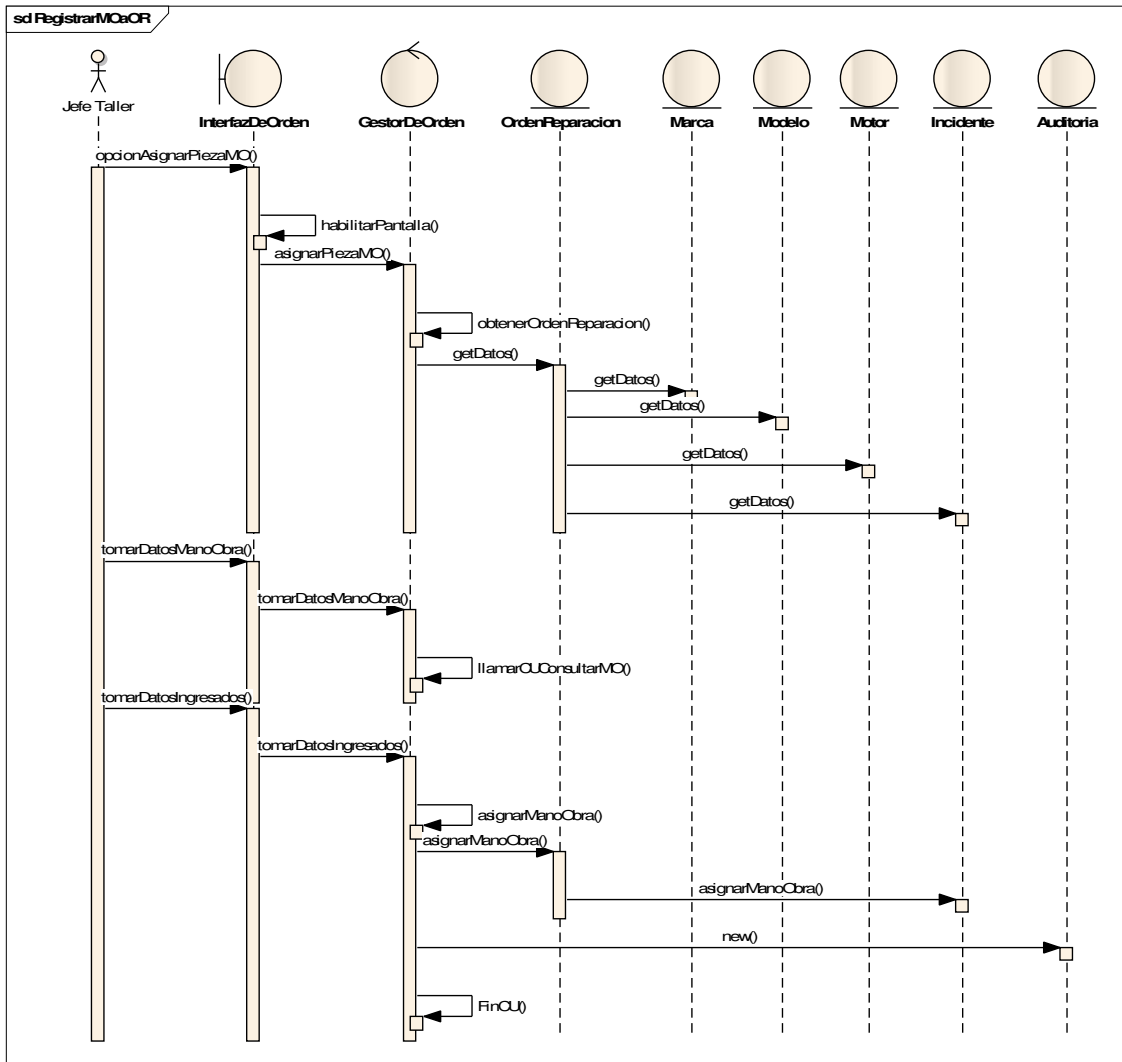 sd RegistrarMOaOR
Jefe Taller
InterfazDeOrden
GestorDeOrden
OrdenReparacion
Marca
Modelo
Motor
Incidente
Auditoria
opcionAsignarPiezaMO()
habilitarPantalla()
asignarPiezaMO()
obtenerOrdenReparacion()
getDatos()
getDatos()
getDatos()
getDatos()
getDatos()
tomarDatosManoObra()
tomarDatosManoObra()
llamarCUConsultarMO()
tomarDatosIngresados()
tomarDatosIngresados()
asignarManoObra()
asignarManoObra()
asignarManoObra()
new()
FinCU()